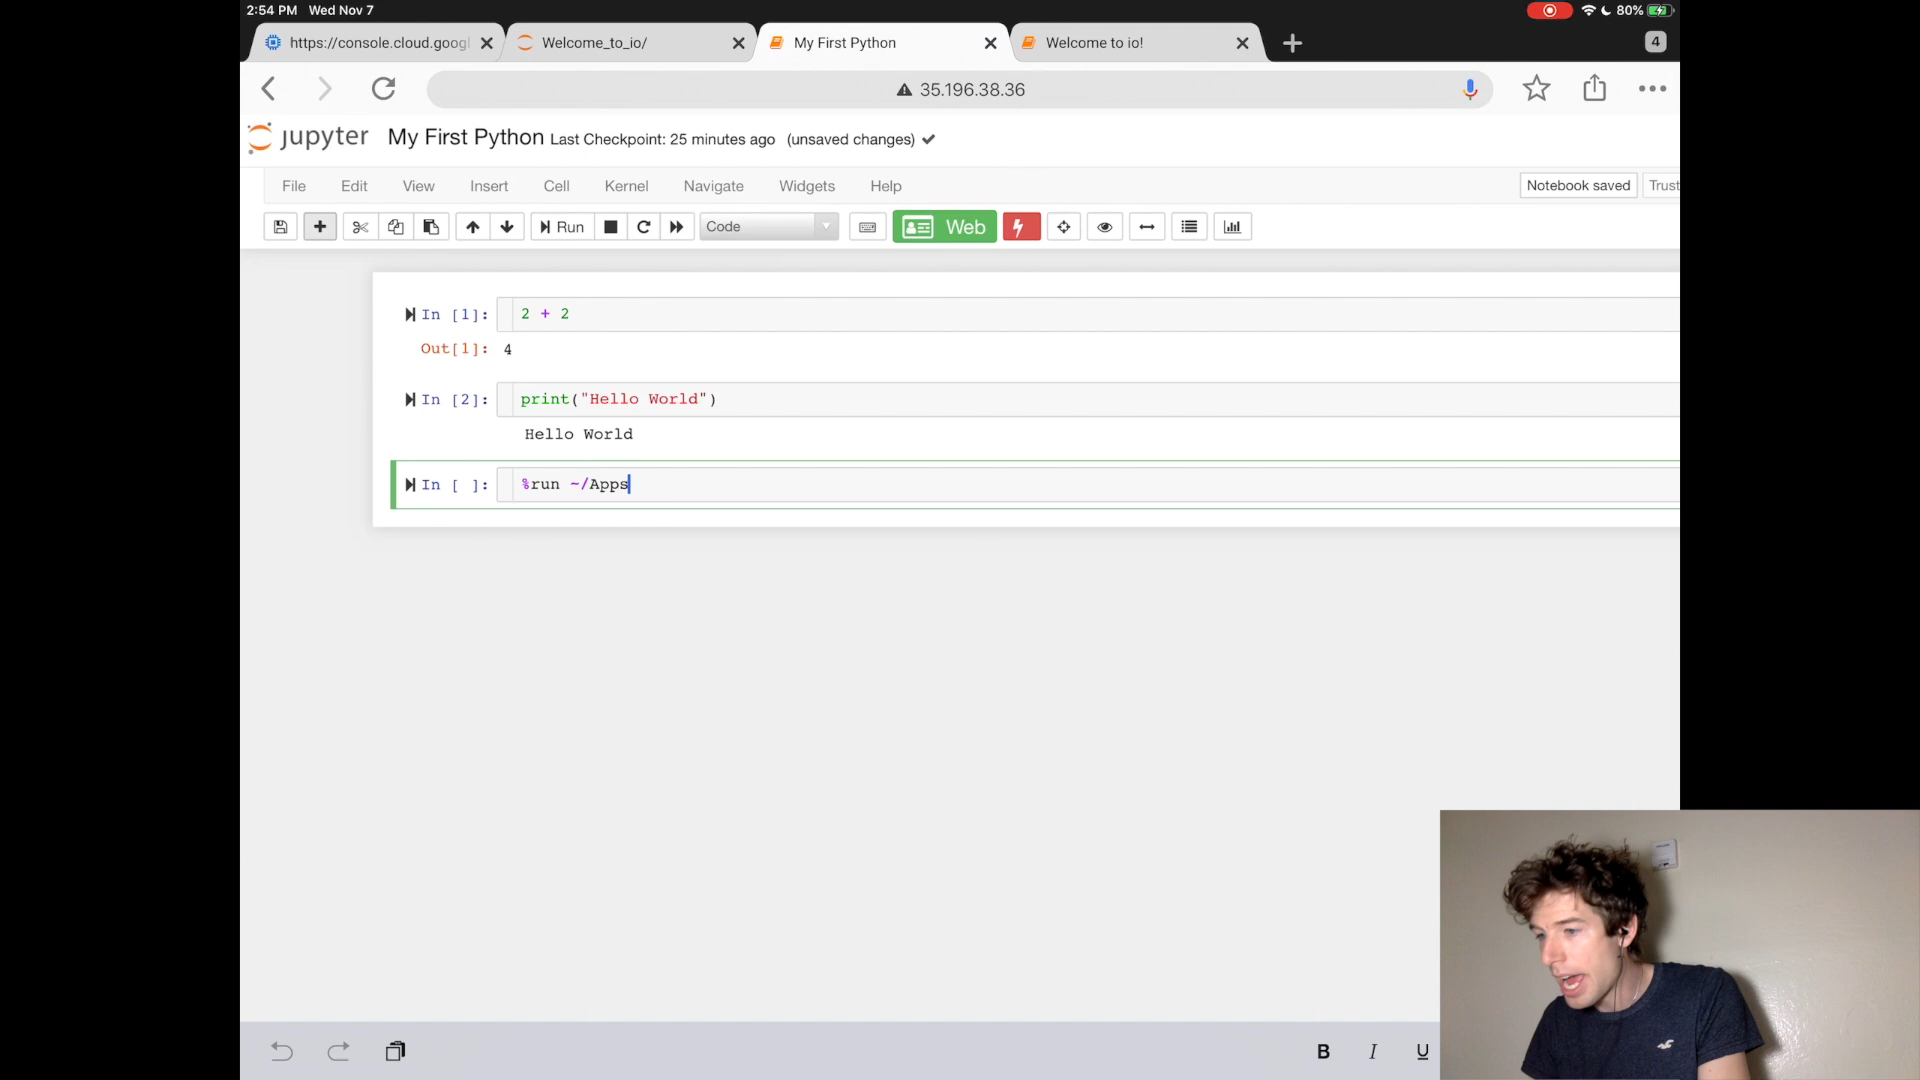 2:54 PM Wed Nov 7
80%
https://console.cloud.goog
Welcome_to_io/
My First Python
Welcome to io!
4
35.196.38.36
jupyter My First Python Last Checkpoint: 25 minutes ago (unsaved changes)
File Edit View Insert Cell Kernel Navigate Widgets Help
Notebook saved Trust
Run Code Web
In [1]: 2 + 2
Out[1]: 4
In [2]: print("Hello World")
Hello World
In [ ]: %run ~/Apps
B I U